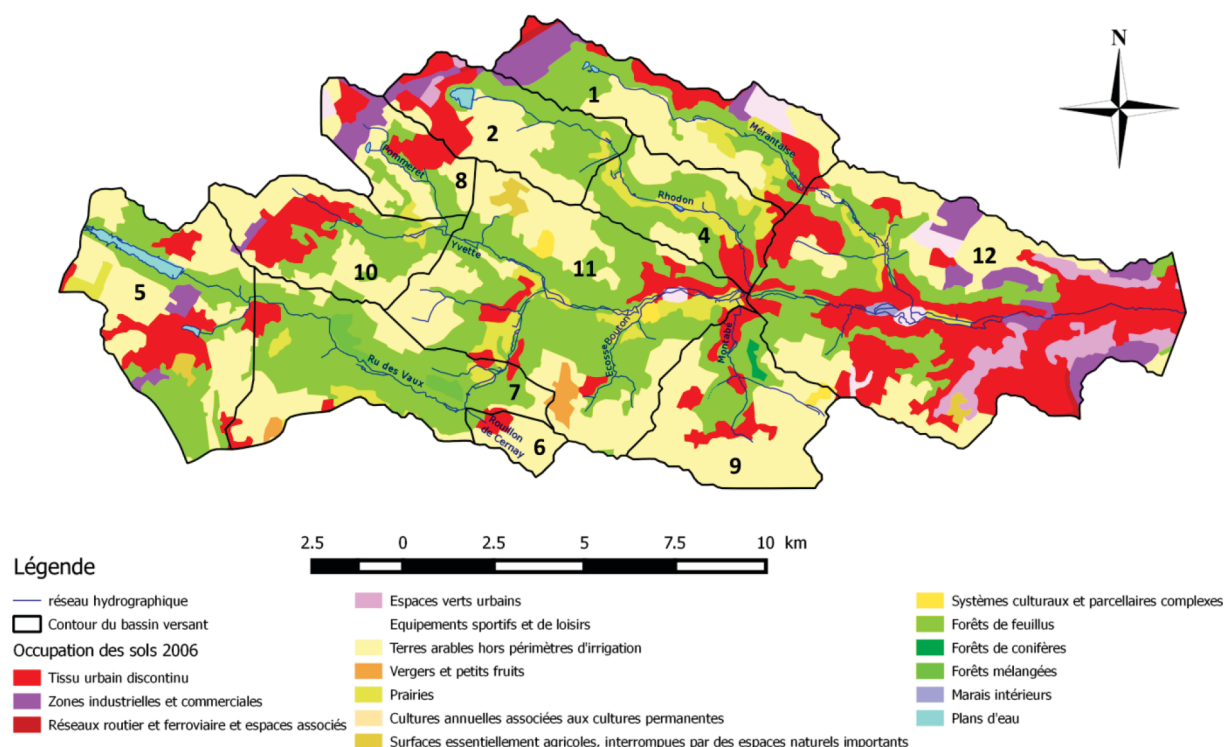 N
1
Mérantaise
2
Pommeret
8
Rhodon
4
Yvette
10
11
12
5
Ru des Vaux
Ecosse Bouton
Montabé
7
Rouillon
de Cernay
6
9
2.5 0 2.5 5 7.5 10 km
Légende
réseau hydrographique
Contour du bassin versant
Occupation des sols 2006
Tissu urbain discontinu
Zones industrielles et commerciales
Réseaux routier et ferroviaire et espaces associés
Espaces verts urbains
Equipements sportifs et de loisirs
Terres arables hors périmètres d'irrigation
Vergers et petits fruits
Prairies
Cultures annuelles associées aux cultures permanentes
Surfaces essentiellement agricoles, interrompues par des espaces naturels importants
Systèmes culturaux et parcellaires complexes
Forêts de feuillus
Forêts de conifères
Forêts mélangées
Marais intérieurs
Plans d'eau